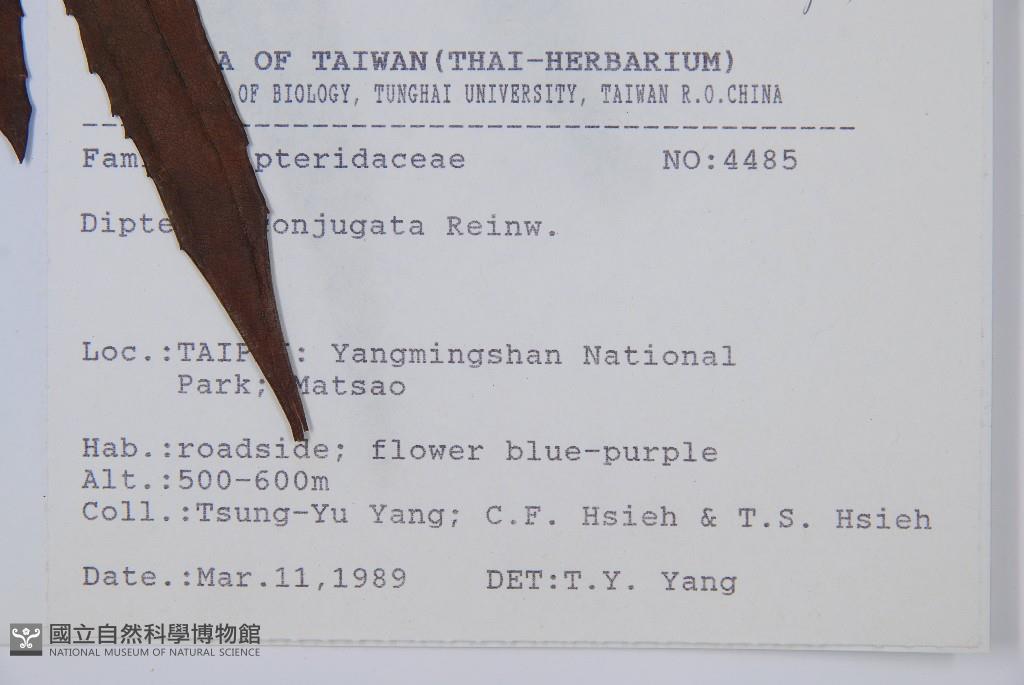 A OF TAIWAN(THAI-HERBARIUM)
OF BIOLOGY, TUNGHAI UNIVERSITY, TAIWAN R.O.CHINA
Fam pteridaceae NO:4485
Dipte onjugata Reinw.
Loc.:TAIP : Yangmingshan National
Park; Matsao
Hab.:roadside; flower blue-purple
Alt.:500-600m
Coll.:Tsung-Yu Yang; C.F. Hsieh & T.S. Hsieh
Date.:Mar.11,1989 DET:T.Y. Yang
國立自然科學博物館
NATIONAL MUSEUM OF NATURAL SCIENCE